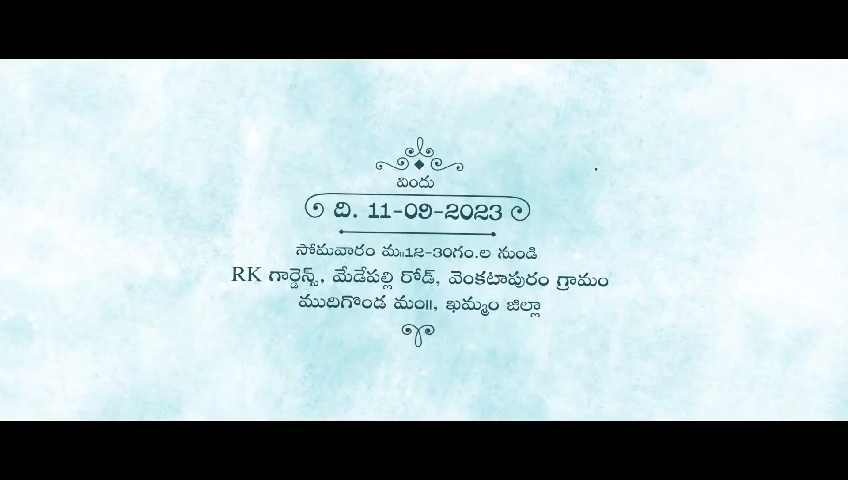 విందు
ది. 11-09-2023
సోమవారం మ॥12-30గం.ల నుండి
RK గార్డెన్స్, మేడేపల్లి రోడ్, వెంకటాపురం గ్రామం
ముదిగొండ మం॥, ఖమ్మం జిల్లా